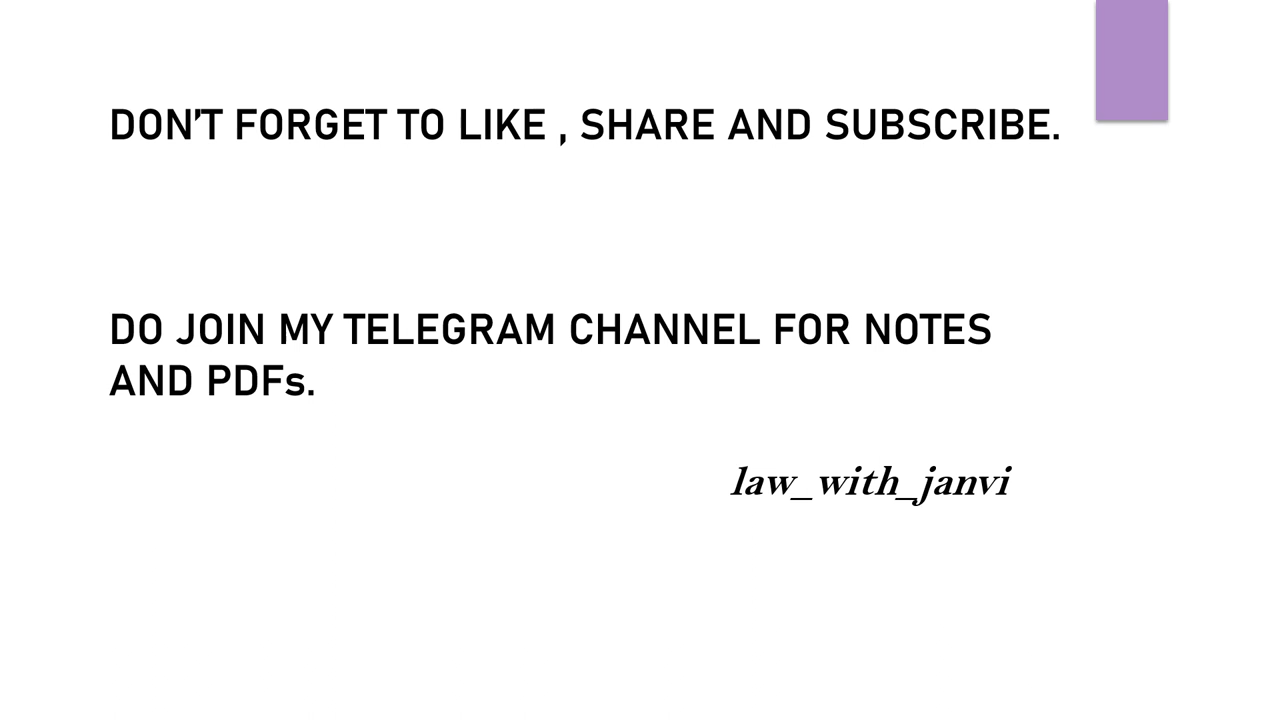 DON'T FORGET TO LIKE , SHARE AND SUBSCRIBE.
DO JOIN MY TELEGRAM CHANNEL FOR NOTES
AND PDFs.
law_with_janvi